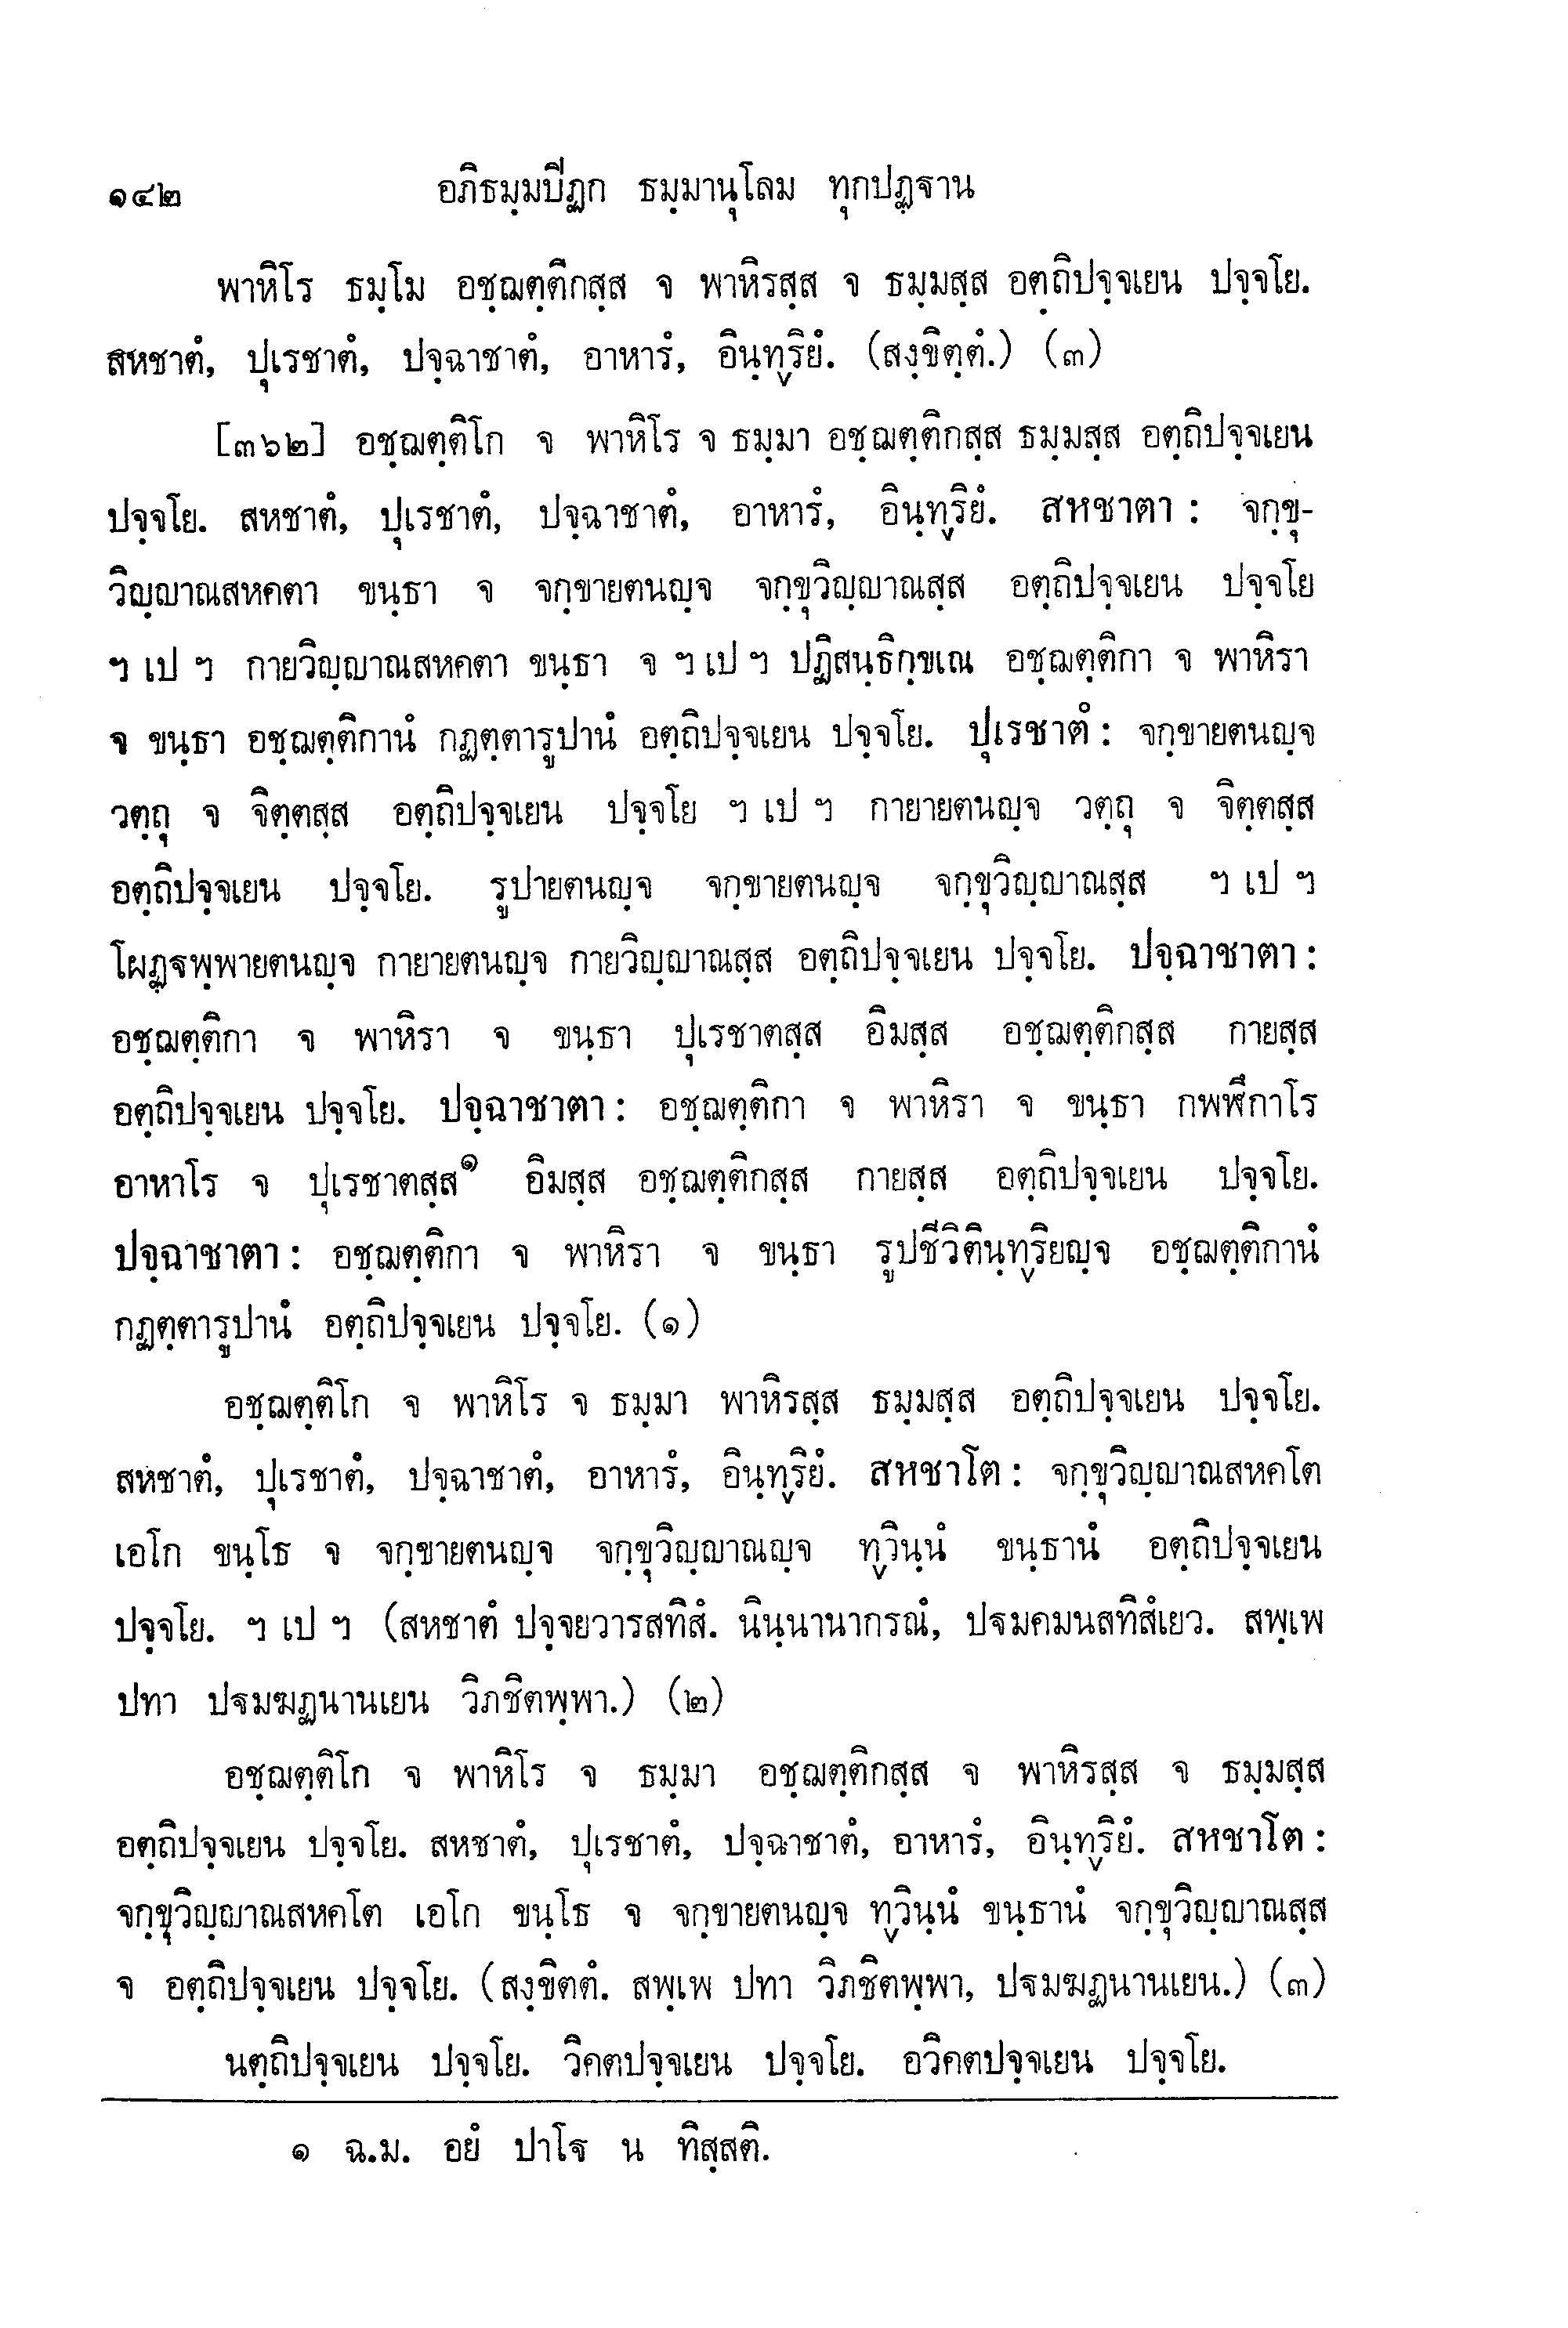 ๑๔๒ อภิธมฺมปิฏก ธมฺมานุโลม ทุกปฏฺฐาน
พาหิโร ธมฺโม อชฺฌตฺติกสฺส จ พาหิรสฺส จ ธมฺมสฺส อตฺถิปจฺจเยน ปจฺจโย.
สหชาตํ, ปุเรชาตํ, ปจฺฉาชาตํ, อาหารํ, อินฺทฺริยํ. (สงฺขิตฺตํ.) (๓)
[๓๖๒] อชฺฌตฺติโก จ พาหิโร จ ธมฺมา อชฺฌตฺติกสฺส ธมฺมสฺส อตฺถิปจฺจเยน
ปจฺจโย. สหชาตํ, ปุเรชาตํ, ปจฺฉาชาตํ, อาหารํ, อินฺทฺริยํ. สหชาตา : จกฺขุ-
วิญฺญาณสหคตา ขนฺธา จ จกฺขายตนญฺจ จกฺขุวิญฺญาณสฺส อตฺถิปจฺจเยน ปจฺจโย
ฯ เป ฯ กายวิญฺญาณสหคตา ขนฺธา จ ฯ เป ฯ ปฏิสนฺธิกฺขเณ อชฺฌตฺติกา จ พาหิรา
จ ขนฺธา อชฺฌตฺติกานํ กฏตฺตารูปานํ อตฺถิปจฺจเยน ปจฺจโย. ปุเรชาตํ : จกฺขายตนญฺจ
วตฺถุ จ จิตฺตสฺส อตฺถิปจฺจเยน ปจฺจโย ฯ เป ฯ กายายตนญฺจ วตฺถุ จ จิตฺตสฺส
อตฺถิปจฺจเยน ปจฺจโย. รูปายตนญฺจ จกฺขายตนญฺจ จกฺขุวิญฺญาณสฺส ฯ เป ฯ
โผฏฺฐพฺพายตนญฺจ กายายตนญฺจ กายวิญฺญาณสฺส อตฺถิปจฺจเยน ปจฺจโย. ปจฺฉาชาตา :
อชฺฌตฺติกา จ พาหิรา จ ขนฺธา ปุเรชาตสฺส อิมสฺส อชฺฌตฺติกสฺส กายสฺส
อตฺถิปจฺจเยน ปจฺจโย. ปจฺฉาชาตา : อชฺฌตฺติกา จ พาหิรา จ ขนฺธา กพฬีกาโร
อาหาโร จ ปุเรชาตสฺส๑ อิมสฺส อชฺฌตฺติกสฺส กายสฺส อตฺถิปจฺจเยน ปจฺจโย.
ปจฺฉาชาตา : อชฺฌตฺติกา จ พาหิรา จ ขนฺธา รูปชีวิตินฺทฺริยญฺจ อชฺฌตฺติกานํ
กฏตฺตารูปานํ อตฺถิปจฺจเยน ปจฺจโย. (๑)
อชฺฌตฺติโก จ พาหิโร จ ธมฺมา พาหิรสฺส ธมฺมสฺส อตฺถิปจฺจเยน ปจฺจโย.
สหชาตํ, ปุเรชาตํ, ปจฺฉาชาตํ, อาหารํ, อินฺทฺริยํ. สหชาโต : จกฺขุวิญฺญาณสหคโต
เอโก ขนฺโธ จ จกฺขายตนญฺจ จกฺขุวิญฺญาณญฺจ ทฺวินฺนํ ขนฺธานํ อตฺถิปจฺจเยน
ปจฺจโย. ฯ เป ฯ (สหชาตํ ปจฺจยวารสทิสํ. นินฺนานากรณํ, ปฐมคมนสทิสํเยว. สพฺเพ
ปทา ปฐมฆฏนานเยน วิภชิตพฺพา.) (๒)
อชฺฌตฺติโก จ พาหิโร จ ธมฺมา อชฺฌตฺติกสฺส จ พาหิรสฺส จ ธมฺมสฺส
อตฺถิปจฺจเยน ปจฺจโย. สหชาตํ, ปุเรชาตํ, ปจฺฉาชาตํ, อาหารํ, อินฺทฺริยํ. สหชาโต :
จกฺขุวิญฺญาณสหคโต เอโก ขนฺโธ จ จกฺขายตนญฺจ ทฺวินฺนํ ขนฺธานํ จกฺขุวิญฺญาณสฺส
จ อตฺถิปจฺจเยน ปจฺจโย. (สงฺขิตตํ. สพฺเพ ปทา วิภชิตพฺพา, ปฐมฆฏนานเยน.) (๓)
นตฺถิปจฺจเยน ปจฺจโย. วิคตปจฺจเยน ปจฺจโย. อวิคตปจฺจเยน ปจฺจโย.
๑ ฉ.ม. อยํ ปาโฐ น ทิสฺสติ.